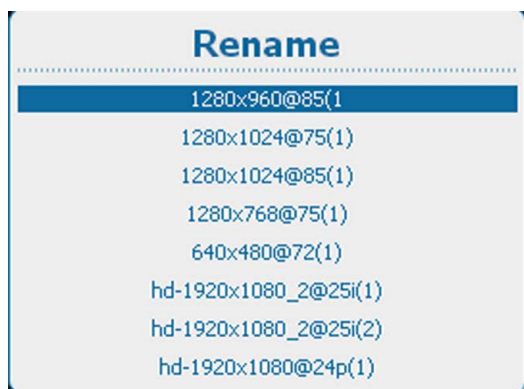 Rename
1280x960@85(1
1280x1024@75(1)
1280x1024@85(1)
1280x768@75(1)
640x480@72(1)
hd-1920x1080_2@25i(1)
hd-1920x1080_2@25i(2)
hd-1920x1080@24p(1)